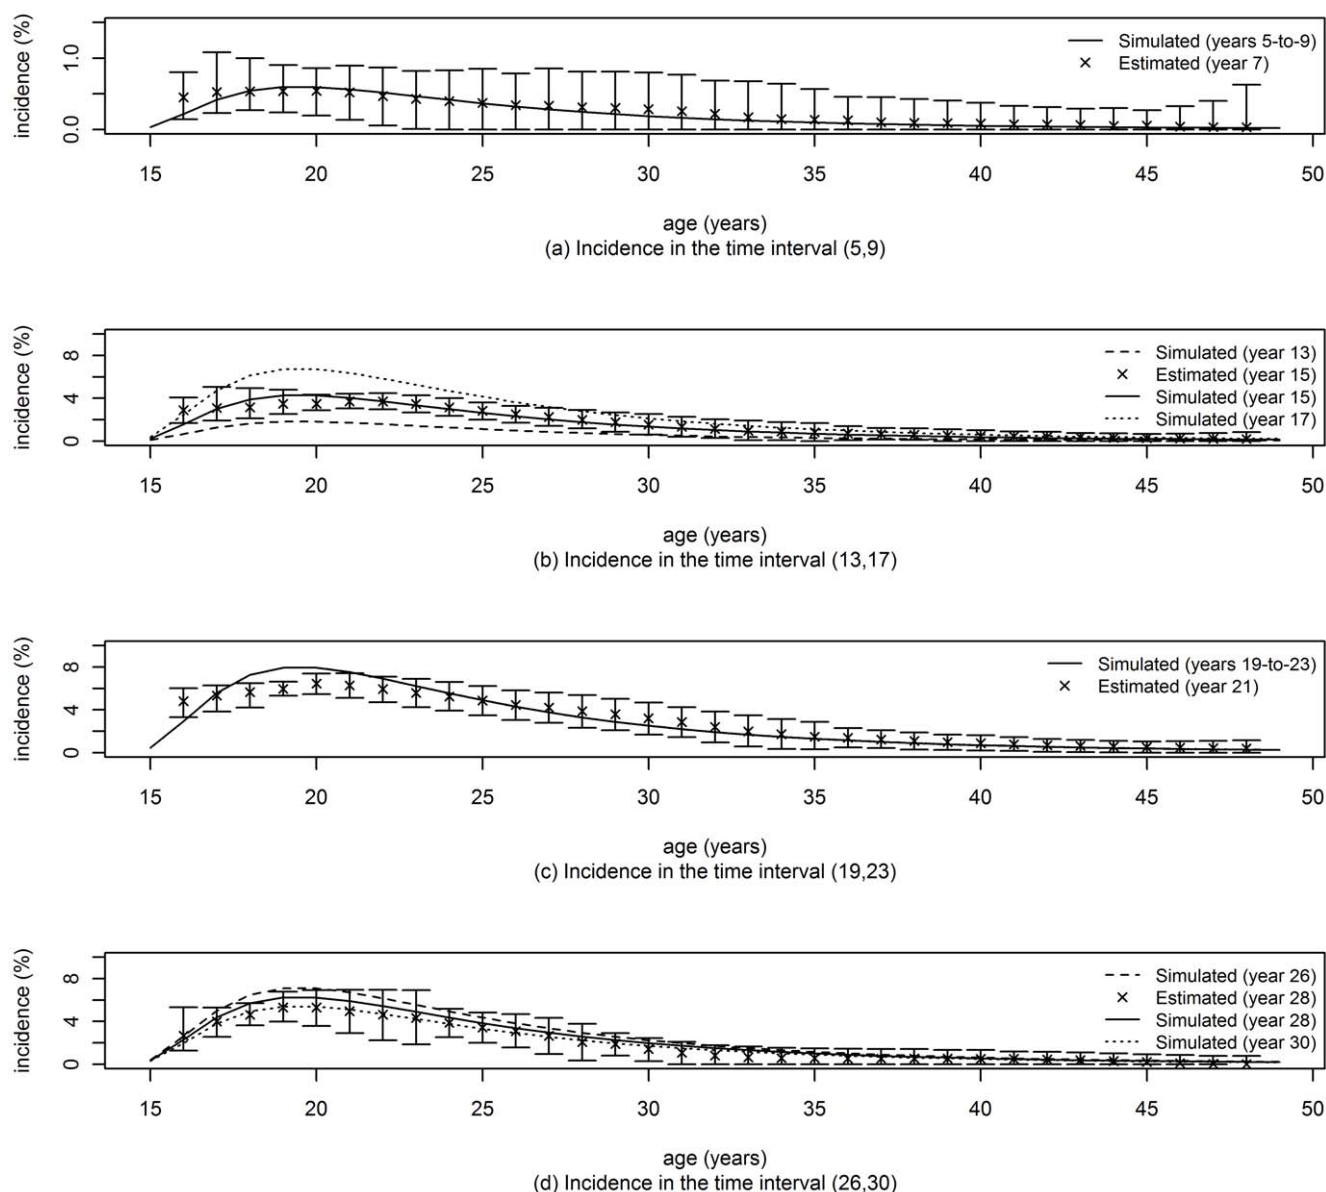 incidence (%)
1.0
0.0
Simulated (years 5-to-9)
Estimated (year 7)
15 20 25 30 35 40 45 50
age (years)
(a) Incidence in the time interval (5,9)
incidence (%)
8
4
0
Simulated (year 13)
Estimated (year 15)
Simulated (year 15)
Simulated (year 17)
15 20 25 30 35 40 45 50
age (years)
(b) Incidence in the time interval (13,17)
incidence (%)
8
4
0
Simulated (years 19-to-23)
Estimated (year 21)
15 20 25 30 35 40 45 50
age (years)
(c) Incidence in the time interval (19,23)
incidence (%)
8
4
0
Simulated (year 26)
Estimated (year 28)
Simulated (year 28)
Simulated (year 30)
15 20 25 30 35 40 45 50
age (years)
(d) Incidence in the time interval (26,30)